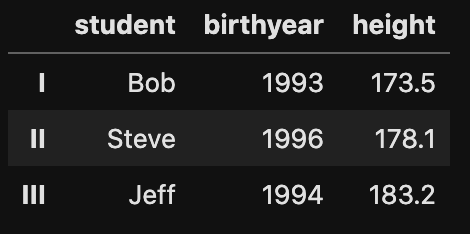 student birthyear height
I Bob 1993 173.5
II Steve 1996 178.1
III Jeff 1994 183.2